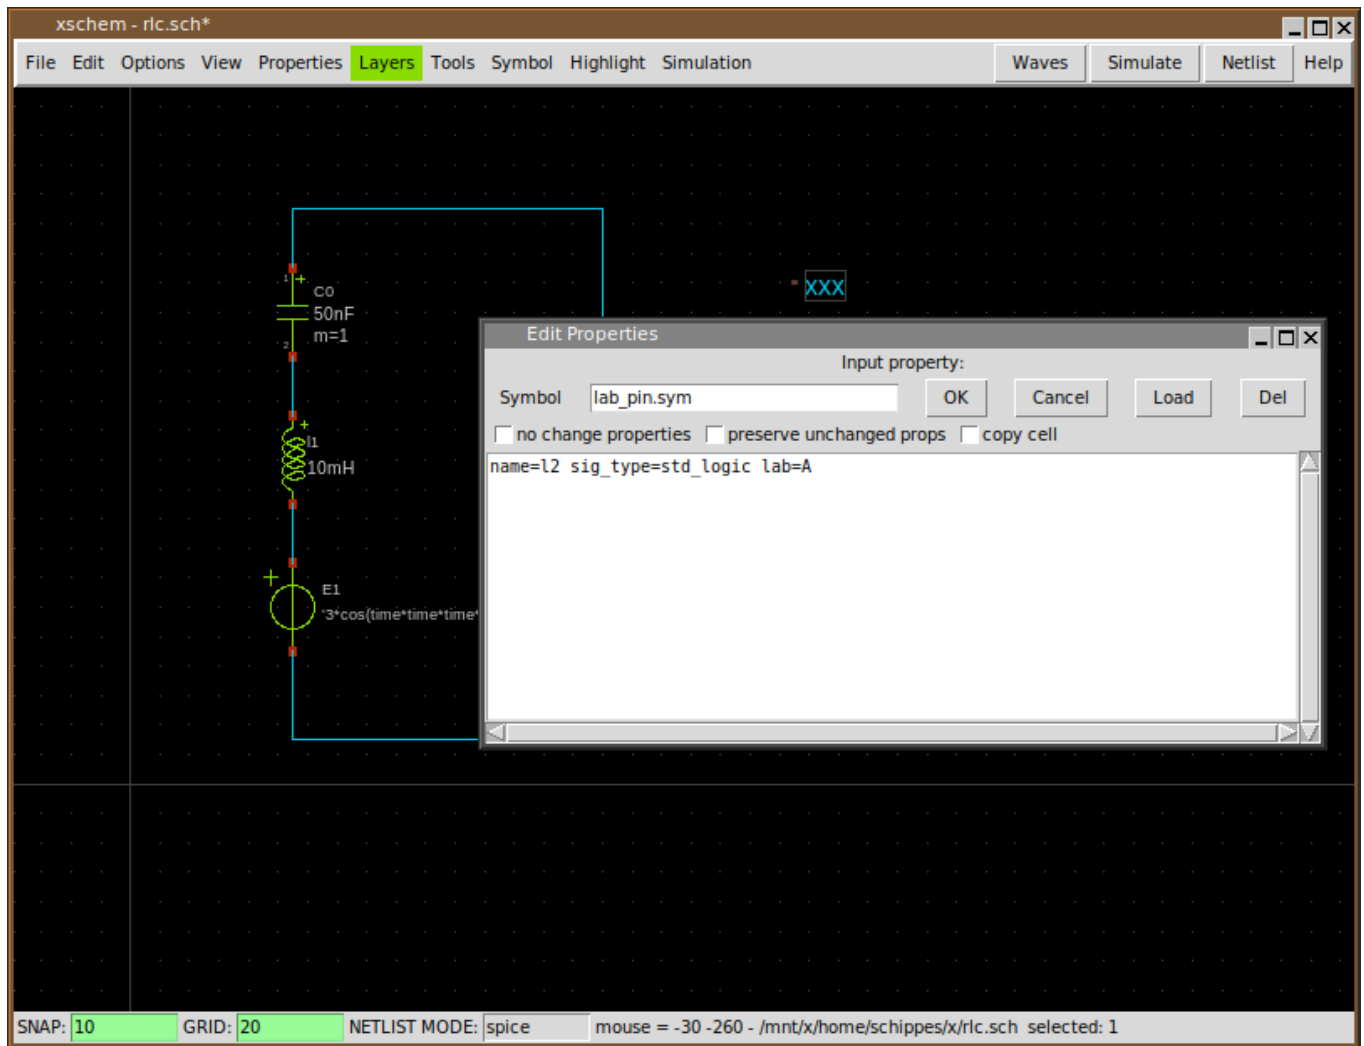 xschem - rlc.sch*
File Edit Options View Properties Layers Tools Symbol Highlight Simulation Waves Simulate Netlist Help
1
C0
50nF
m=1
2
XXX
l1
10mH
E1
'3*cos(time*time*time*
Edit Properties
Input property:
Symbol lab_pin.sym OK Cancel Load Del
no change properties preserve unchanged props copy cell
name=l2 sig_type=std_logic lab=A
SNAP: 10 GRID: 20 NETLIST MODE: spice mouse = -30 -260 - /mnt/x/home/schippes/x/rlc.sch selected: 1